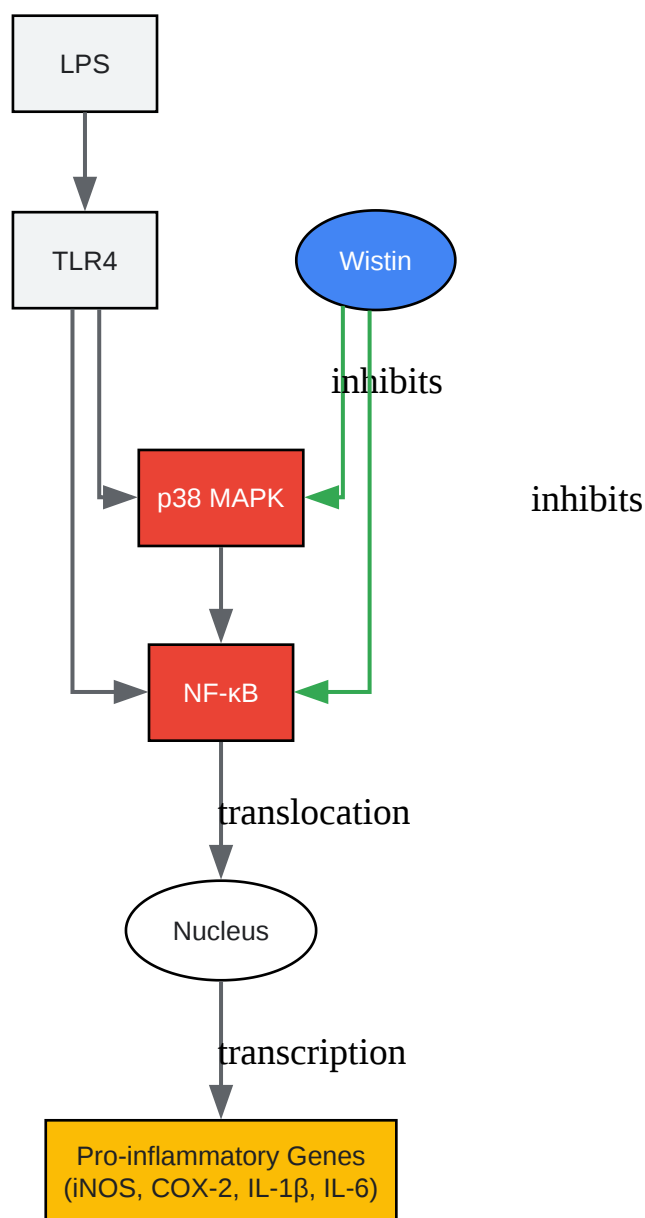 LPS
TLR4
Wistin
inhibits
p38 MAPK
inhibits
NF-κB
translocation
Nucleus
transcription
Pro-inflammatory Genes
(iNOS, COX-2, IL-1β, IL-6)